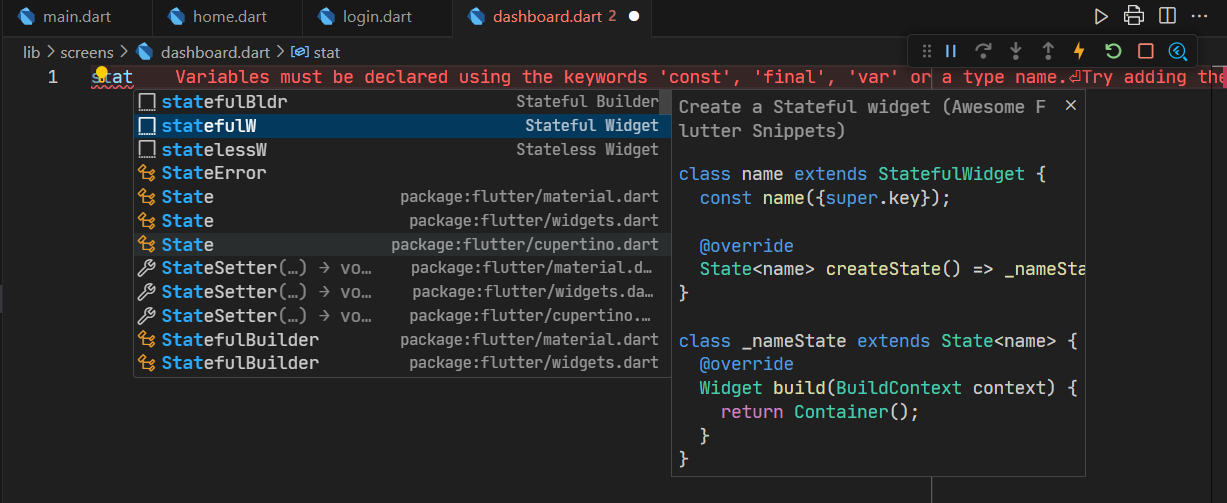 main.dart
home.dart
login.dart
dashboard.dart 2
lib > screens > dashboard.dart > stat
1 stat Variables must be declared using the keywords 'const', 'final', 'var' or a type name.⏎Try adding the
statefulBldr Stateful Builder
statefulW Stateful Widget
statelessW Stateless Widget
StateError
State package:flutter/material.dart
State package:flutter/widgets.dart
State package:flutter/cupertino.dart
StateSetter(…) → vo… package:flutter/material.d…
StateSetter(…) → vo… package:flutter/widgets.da…
StateSetter(…) → vo… package:flutter/cupertino.…
StatefulBuilder package:flutter/material.dart
StatefulBuilder package:flutter/widgets.dart
Create a Stateful widget (Awesome F
lutter Snippets)
class name extends StatefulWidget {
const name({super.key});
@override
State<name> createState() => _nameSta
}
class _nameState extends State<name> {
@override
Widget build(BuildContext context) {
return Container();
}
}